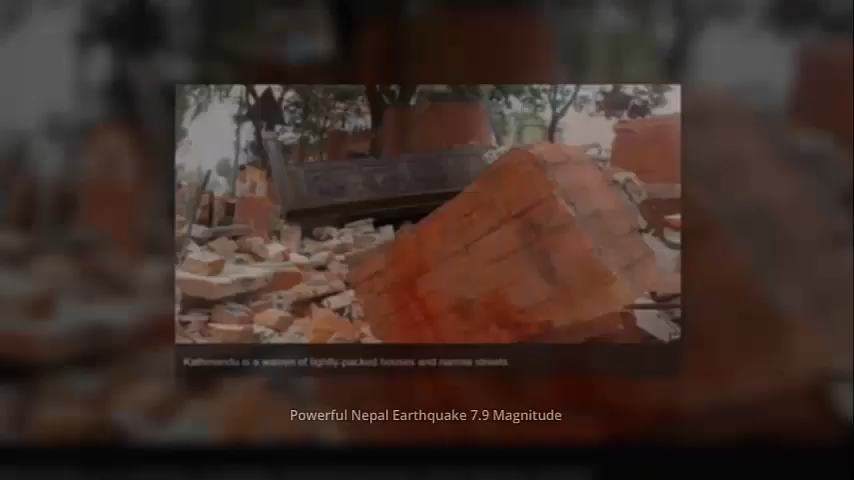 Kathmandu is a warren of tightly-packed houses and narrow streets
Powerful Nepal Earthquake 7.9 Magnitude